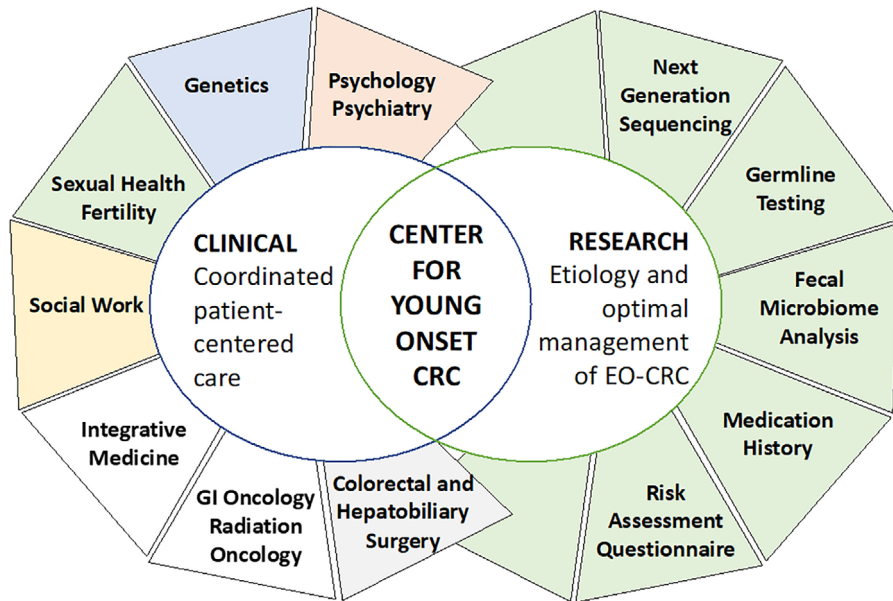 Genetics
Psychology
Psychiatry
Next
Generation
Sequencing
Sexual Health
Fertility
Germline
Testing
CLINICAL
Coordinated
patient-
centered
care
CENTER
FOR
YOUNG
ONSET
CRC
RESEARCH
Etiology and
optimal
management
of EO-CRC
Social Work
Fecal
Microbiome
Analysis
Integrative
Medicine
Medication
History
GI Oncology
Radiation
Oncology
Colorectal and
Hepatobiliary
Surgery
Risk
Assessment
Questionnaire